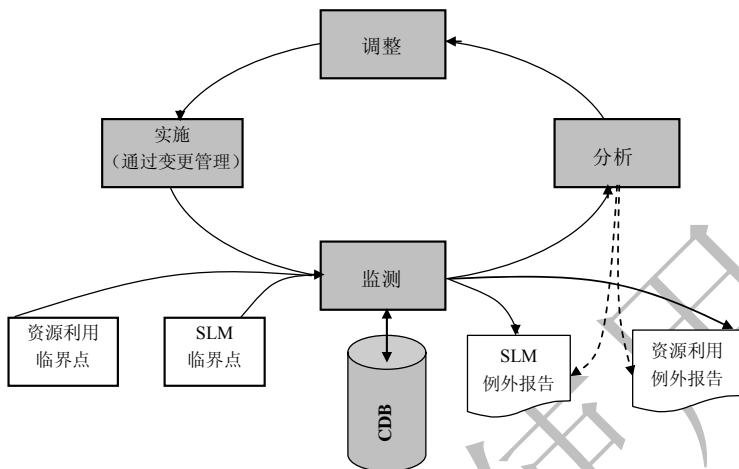 调整
实施
（通过变更管理）
分析
监测
资源利用
临界点
SLM
临界点
SLM
例外报告
资源利用
例外报告
CDB